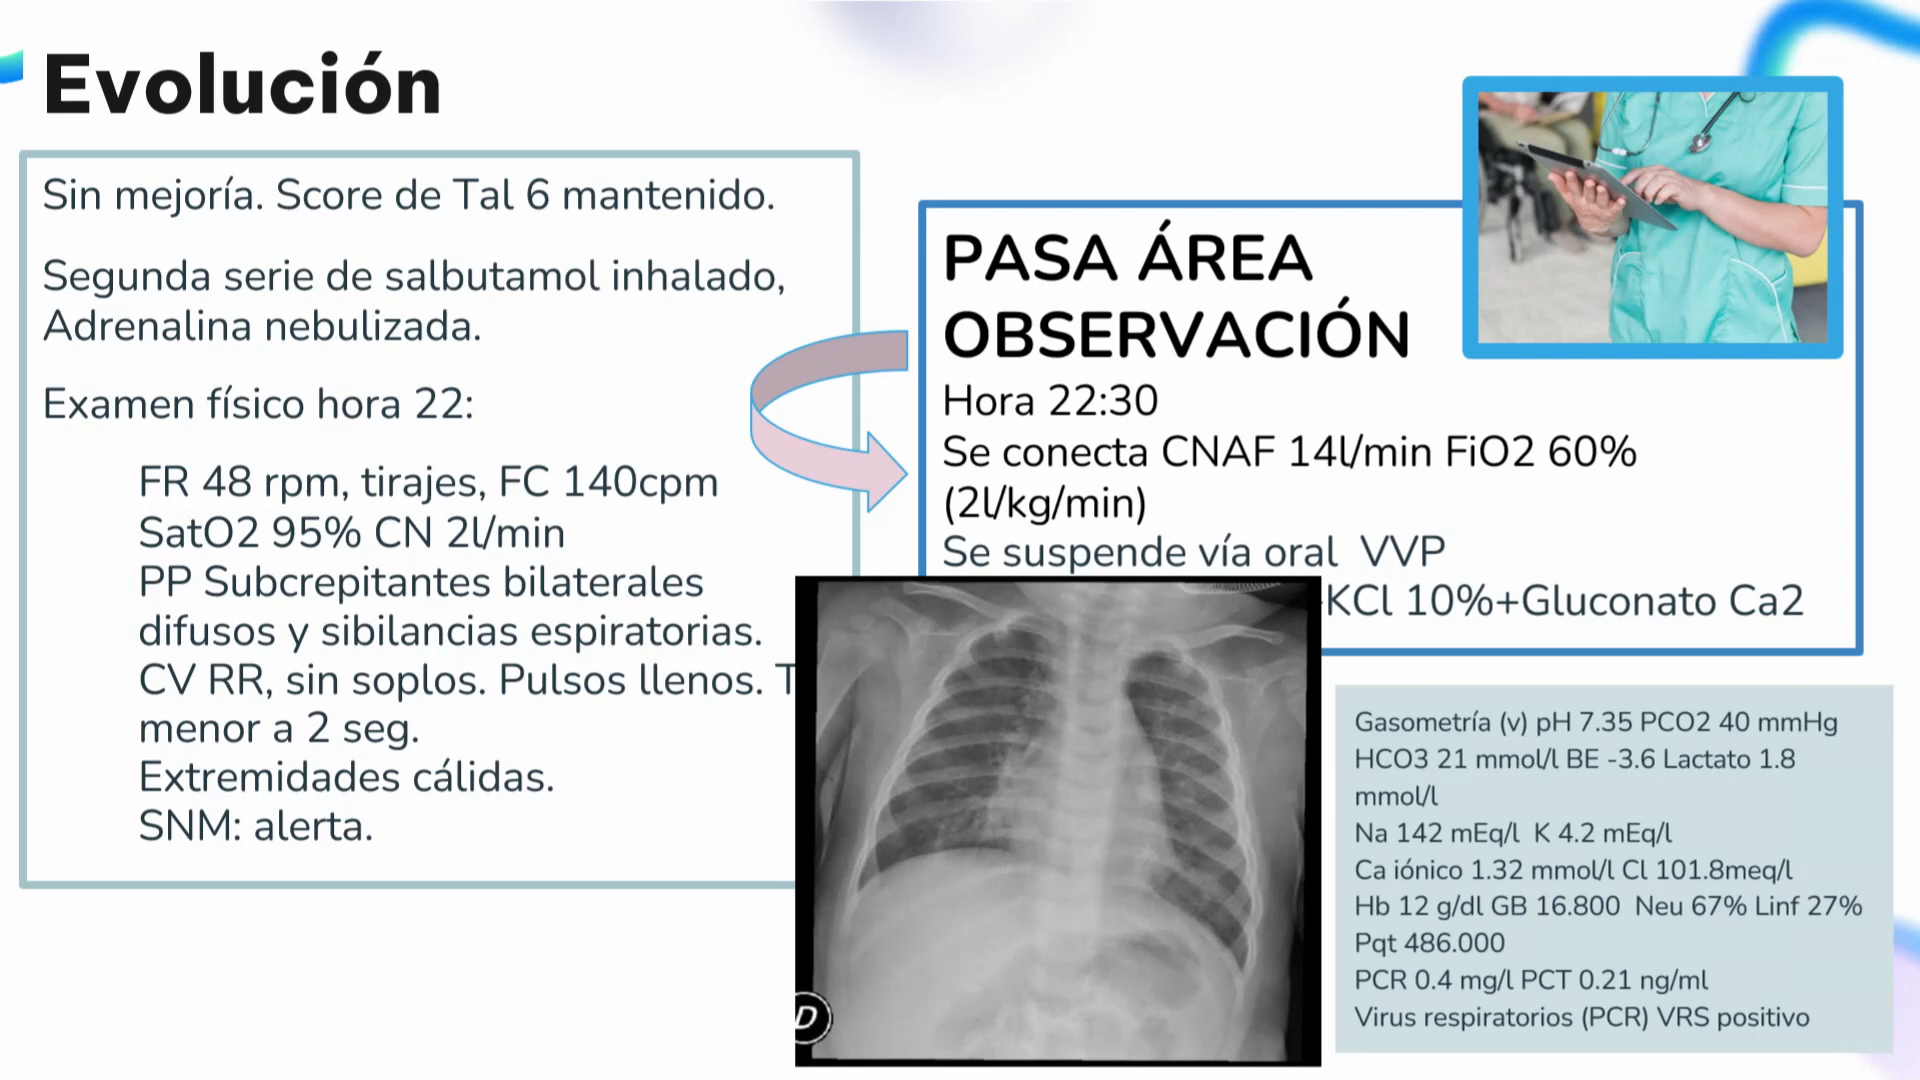 Evolución
Sin mejoría. Score de Tal 6 mantenido.
Segunda serie de salbutamol inhalado,
Adrenalina nebulizada.
Examen físico hora 22:
FR 48 rpm, tirajes, FC 140cpm
SatO2 95% CN 2l/min
PP Subcrepitantes bilaterales
difusos y sibilancias espiratorias.
CV RR, sin soplos. Pulsos llenos. T
menor a 2 seg.
Extremidades cálidas.
SNM: alerta.
PASA ÁREA
OBSERVACIÓN
Hora 22:30
Se conecta CNAF 14l/min FiO2 60%
(2l/kg/min)
Se suspende vía oral VVP
KCl 10%+Gluconato Ca2
D
Gasometría (v) pH 7.35 PCO2 40 mmHg
HCO3 21 mmol/l BE -3.6 Lactato 1.8
mmol/l
Na 142 mEq/l K 4.2 mEq/l
Ca iónico 1.32 mmol/l Cl 101.8meq/l
Hb 12 g/dl GB 16.800 Neu 67% Linf 27%
Pqt 486.000
PCR 0.4 mg/l PCT 0.21 ng/ml
Virus respiratorios (PCR) VRS positivo